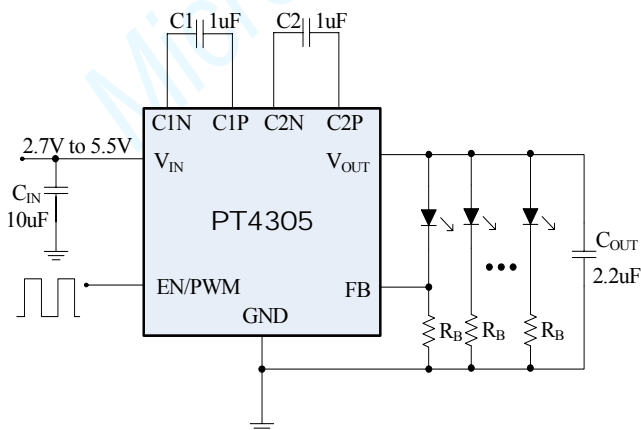 C1 1uF C2 1uF
C1N C1P C2N C2P
2.7V to 5.5V
VIN VOUT
CIN
10uF
PT4305
COUT
2.2uF
EN/PWM FB
GND
RB RB RB
Micro